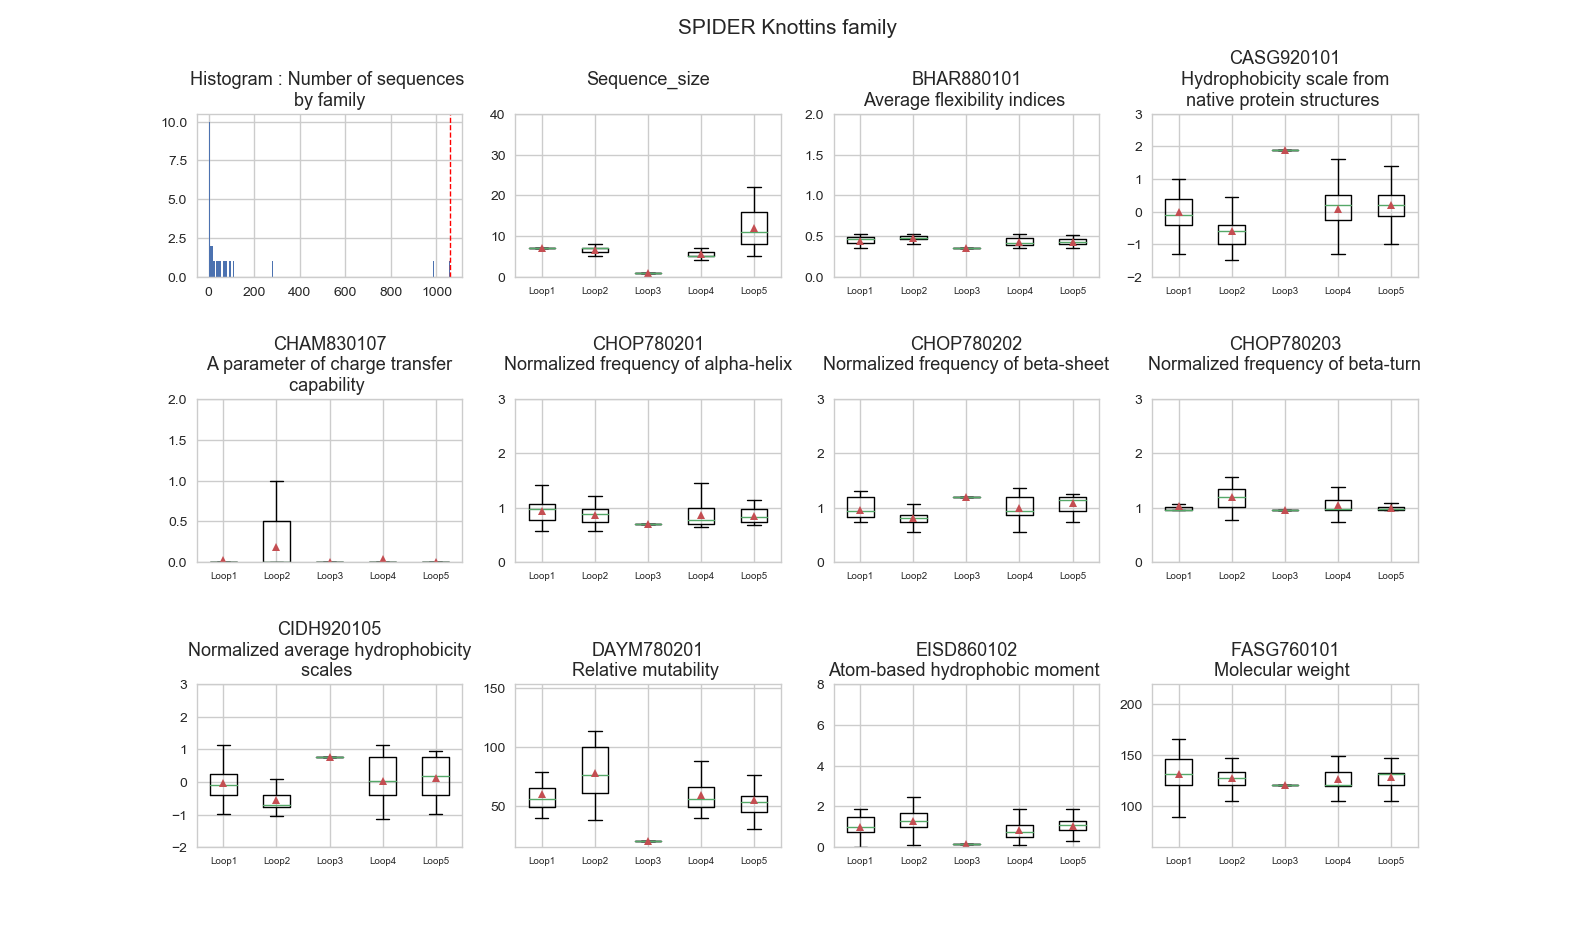 SPIDER Knottins family
Histogram : Number of sequences
by family
10.0
7.5
5.0
2.5
0.0
0 200 400 600 800 1000
Sequence_size
40
30
20
10
0
Loop1 Loop2 Loop3 Loop4 Loop5
BHAR880101
Average flexibility indices
2.0
1.5
1.0
0.5
0.0
Loop1 Loop2 Loop3 Loop4 Loop5
CASG920101
Hydrophobicity scale from
native protein structures
3
2
1
0
−1
−2
Loop1 Loop2 Loop3 Loop4 Loop5
CHAM830107
A parameter of charge transfer
capability
2.0
1.5
1.0
0.5
0.0
Loop1 Loop2 Loop3 Loop4 Loop5
CHOP780201
Normalized frequency of alpha-helix
3
2
1
0
Loop1 Loop2 Loop3 Loop4 Loop5
CHOP780202
Normalized frequency of beta-sheet
3
2
1
0
Loop1 Loop2 Loop3 Loop4 Loop5
CHOP780203
Normalized frequency of beta-turn
3
2
1
0
Loop1 Loop2 Loop3 Loop4 Loop5
CIDH920105
Normalized average hydrophobicity
scales
3
2
1
0
−1
−2
Loop1 Loop2 Loop3 Loop4 Loop5
DAYM780201
Relative mutability
150
100
50
Loop1 Loop2 Loop3 Loop4 Loop5
EISD860102
Atom-based hydrophobic moment
8
6
4
2
0
Loop1 Loop2 Loop3 Loop4 Loop5
FASG760101
Molecular weight
200
150
100
Loop1 Loop2 Loop3 Loop4 Loop5